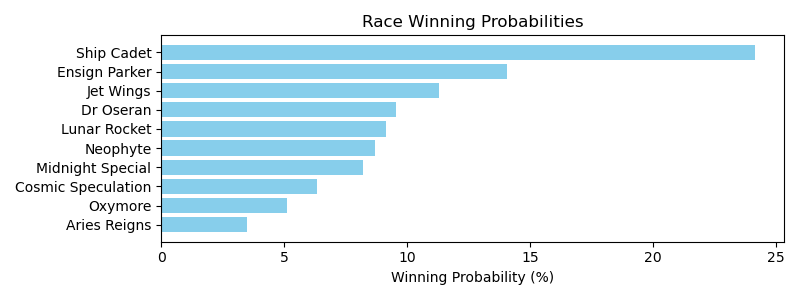 Race Winning Probabilities
Ship Cadet
Ensign Parker
Jet Wings
Dr Oseran
Lunar Rocket
Neophyte
Midnight Special
Cosmic Speculation
Oxymore
Aries Reigns
0 5 10 15 20 25
Winning Probability (%)